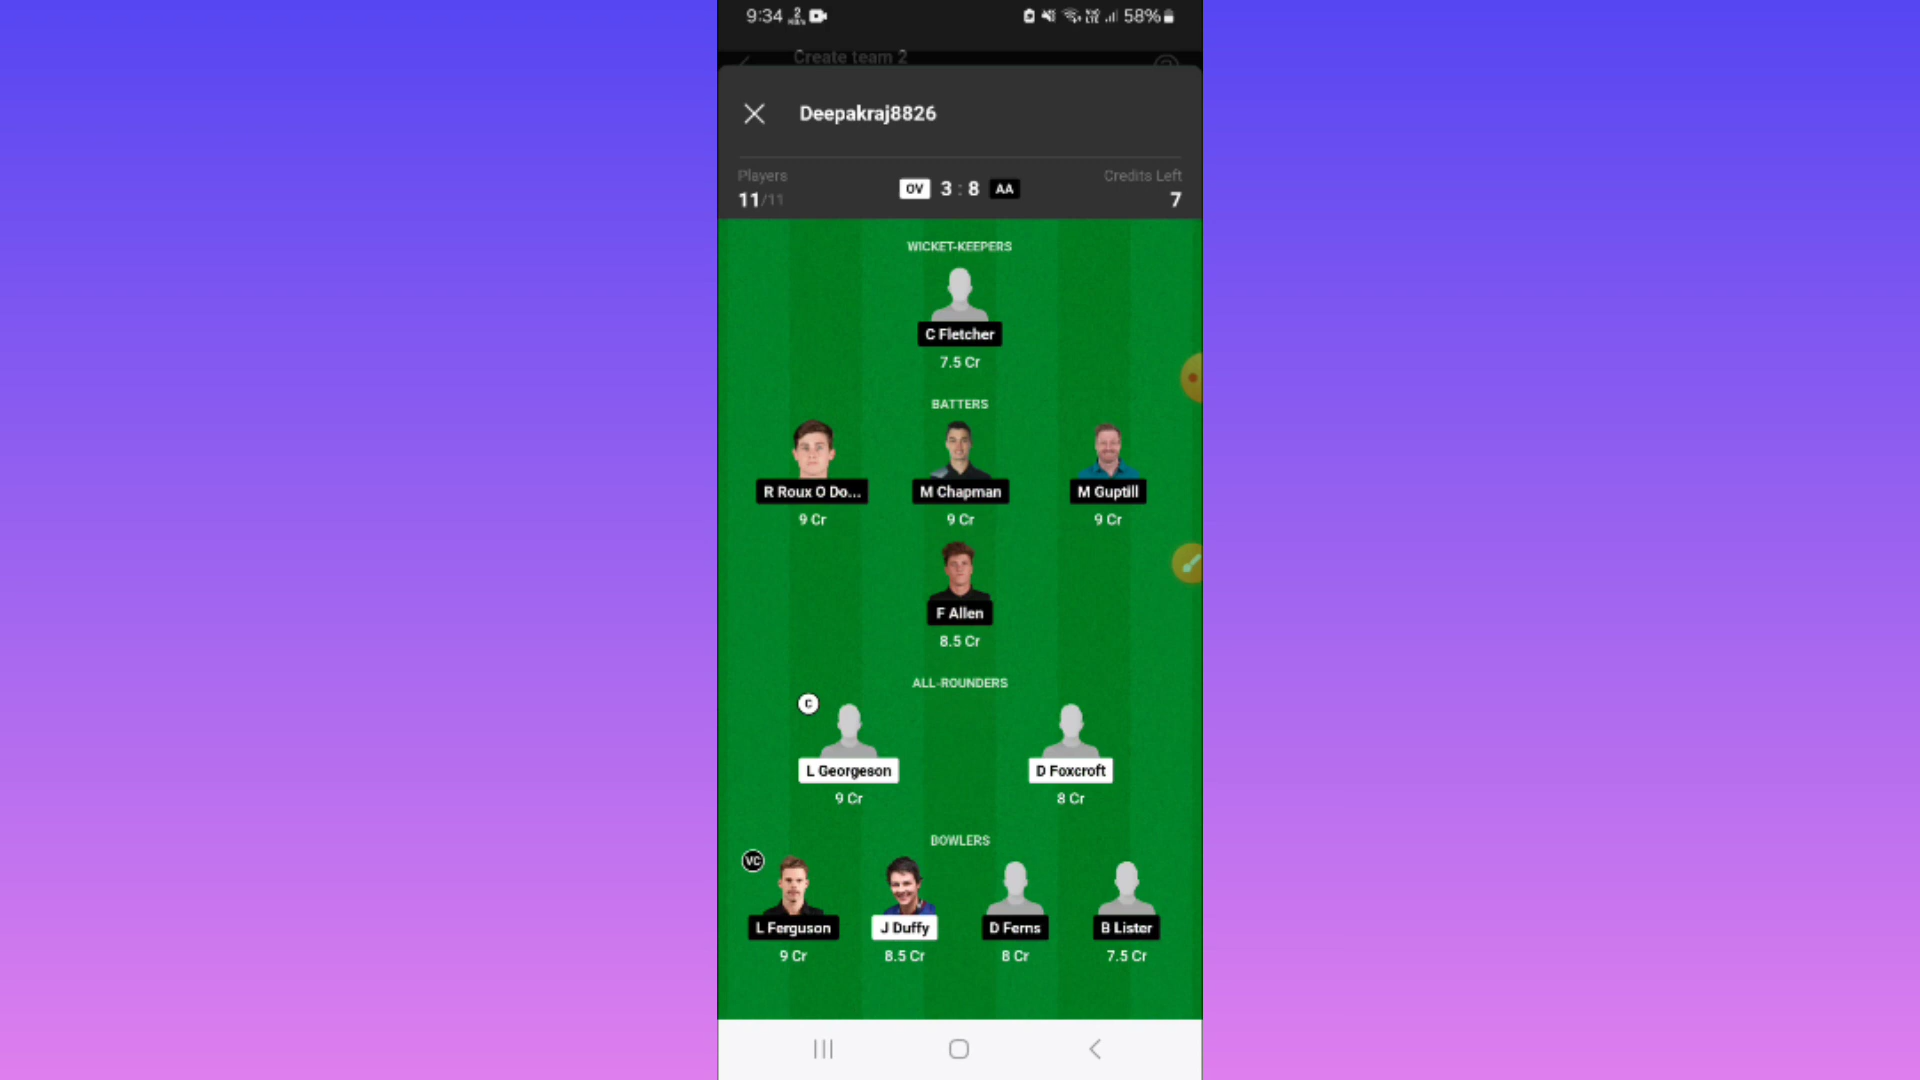 9:34 2 58%
Create team 2
Deepakraj8826
Players
Credits Left
11/11
OV 3 : 8 AA
7
WICKET-KEEPERS
C Fletcher
7.5 Cr
BATTERS
R Roux O Do... M Chapman M Guptill
9 Cr 9 Cr 9 Cr
F Allen
8.5 Cr
ALL-ROUNDERS
C
L Georgeson D Foxcroft
9 Cr 8 Cr
BOWLERS
VC
L Ferguson J Duffy D Ferns B Lister
9 Cr 8.5 Cr 8 Cr 7.5 Cr